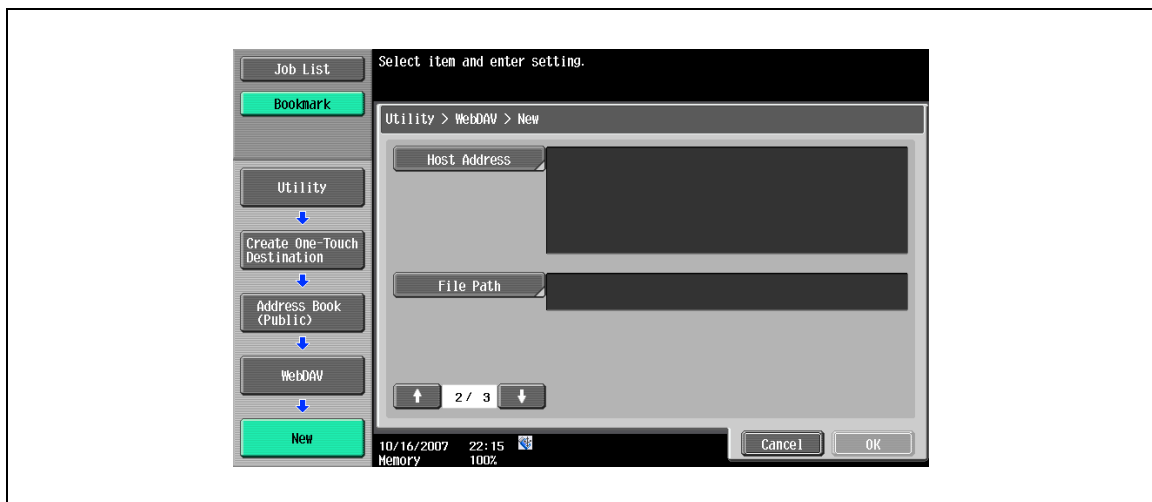 Job List
Bookmark
Utility
Create One-Touch
Destination
Address Book
(Public)
WebDAV
New
Select item and enter setting.
Utility > WebDAV > New
Host Address
File Path
2/ 3
10/16/2007 22:15
Memory 100%
Cancel
OK